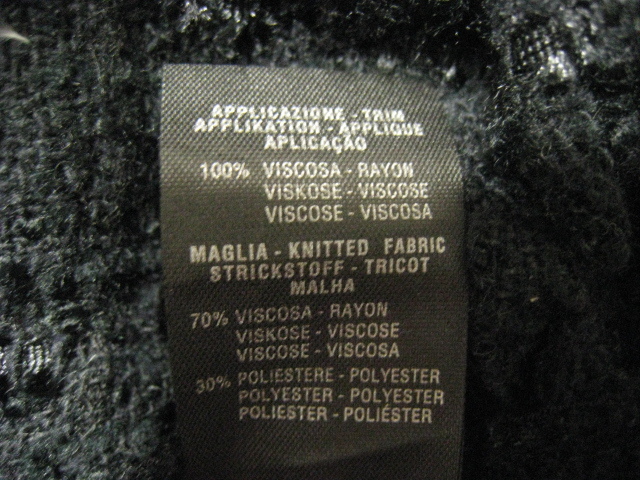 APPLICAZIONE - TRIM
APPLIKATION - APPLIQUE
APLICAÇÃO
100% VISCOSA - RAYON
VISKOSE - VISCOSE
VISCOSE - VISCOSA
MAGLIA - KNITTED FABRIC
STRICKSTOFF - TRICOT
MALHA
70% VISCOSA - RAYON
VISKOSE - VISCOSE
VISCOSE - VISCOSA
30% POLIESTERE - POLYESTER
POLYESTER - POLYESTER
POLIESTER - POLIÉSTER